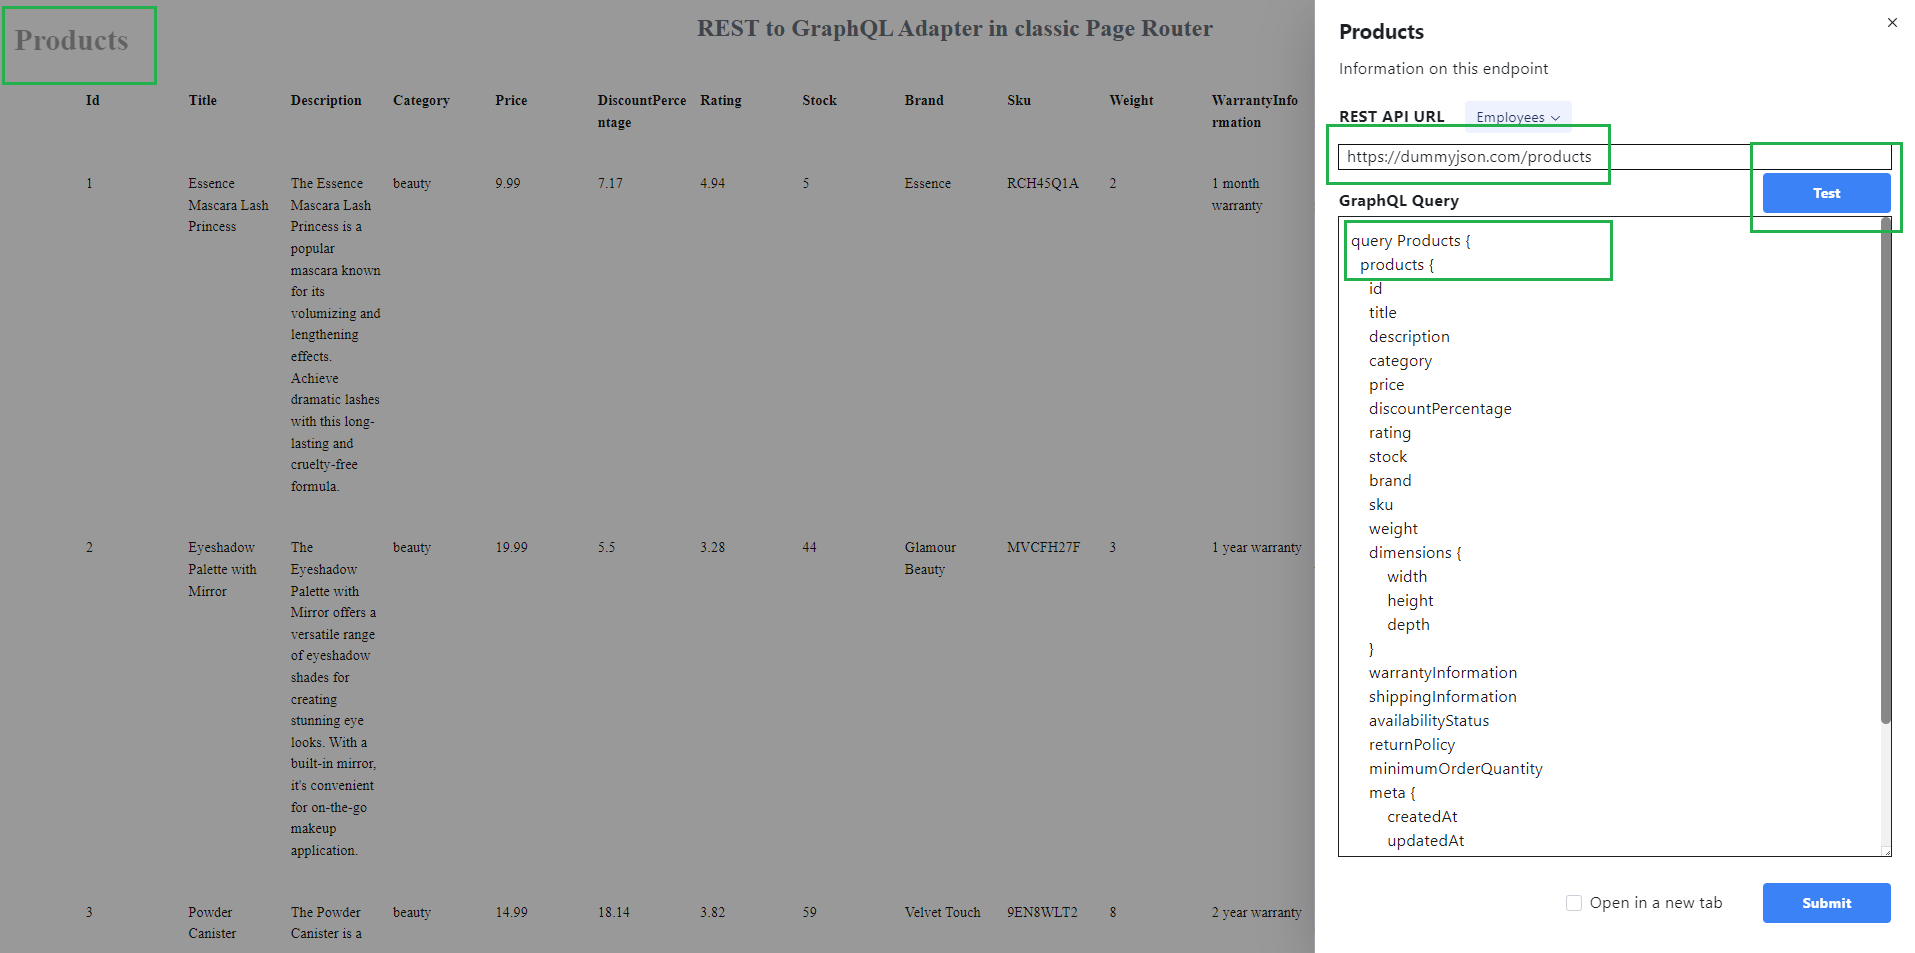 Products
REST to GraphQL Adapter in classic Page Router
Id Title Description Category Price DiscountPerce Rating Stock Brand Sku Weight WarrantyInfo
ntage rmation
1 Essence The Essence beauty 9.99 7.17 4.94 5 Essence RCH45Q1A 2 1 month
Mascara Lash Mascara Lash warranty
Princess Princess is a
popular
mascara known
for its
volumizing and
lengthening
effects.
Achieve
dramatic lashes
with this long-
lasting and
cruelty-free
formula.
2 Eyeshadow The beauty 19.99 5.5 3.28 44 Glamour MVCFH27F 3 1 year warranty
Palette with Eyeshadow Beauty
Mirror Palette with
Mirror offers a
versatile range
of eyeshadow
shades for
creating
stunning eye
looks. With a
built-in mirror,
it's convenient
for on-the-go
makeup
application.
3 Powder The Powder beauty 14.99 18.14 3.82 59 Velvet Touch 9EN8WLT2 8 2 year warranty
Canister Canister is a
Products
Information on this endpoint
REST API URL Employees
https://dummyjson.com/products
Test
GraphQL Query
query Products {
products {
id
title
description
category
price
discountPercentage
rating
stock
brand
sku
weight
dimensions {
width
height
depth
}
warrantyInformation
shippingInformation
availabilityStatus
returnPolicy
minimumOrderQuantity
meta {
createdAt
updatedAt
Open in a new tab
Submit